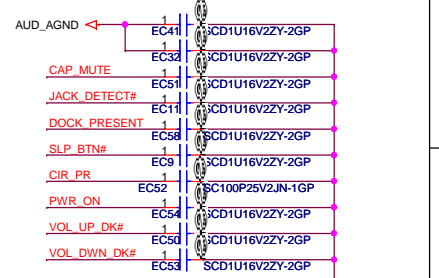 AUD_AGND
1
EC41 SCD1U16V2ZY-2GP
1
EC32 SCD1U16V2ZY-2GP
CAP_MUTE 1
EC51 SCD1U16V2ZY-2GP
JACK_DETECT# 1
EC11 SCD1U16V2ZY-2GP
DOCK_PRESENT 1
EC58 SCD1U16V2ZY-2GP
SLP_BTN# 1
EC9 SCD1U16V2ZY-2GP
CIR_PR 1
EC52 SC100P25V2JN-1GP
PWR_ON 1
EC54 SCD1U16V2ZY-2GP
VOL_UP_DK# 1
EC50 SCD1U16V2ZY-2GP
VOL_DWN_DK# 1
EC53 SCD1U16V2ZY-2GP